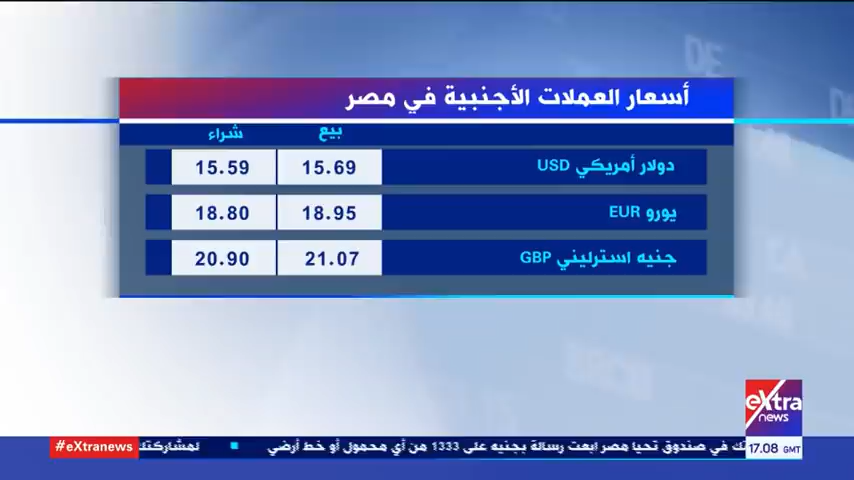 أسعار العملات الأجنبية في مصر
بيع شراء
دولار أمريكي USD 15.69 15.59
يورو EUR 18.95 18.80
جنيه استرليني GBP 21.07 20.90
eXtra
news
17.08 GMT
في صندوق تحيا مصر إبعت رسالة بجنيه على 1333 من أي محمول أو خط أرضي ■ لمشاركتك
#eXtranews